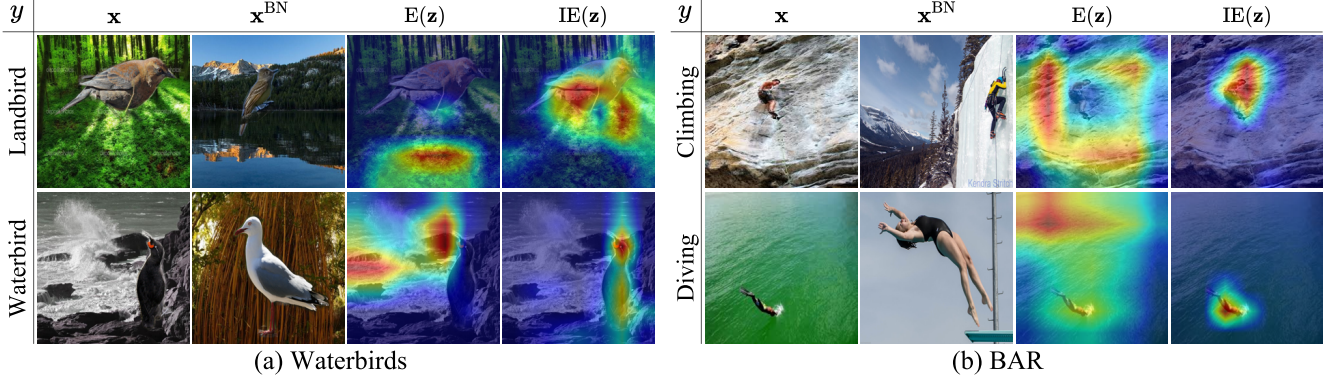 y x x^BN E(z) IE(z) y x x^BN E(z) IE(z)
Landbird
Climbing
Waterbird
Diving
(a) Waterbirds (b) BAR